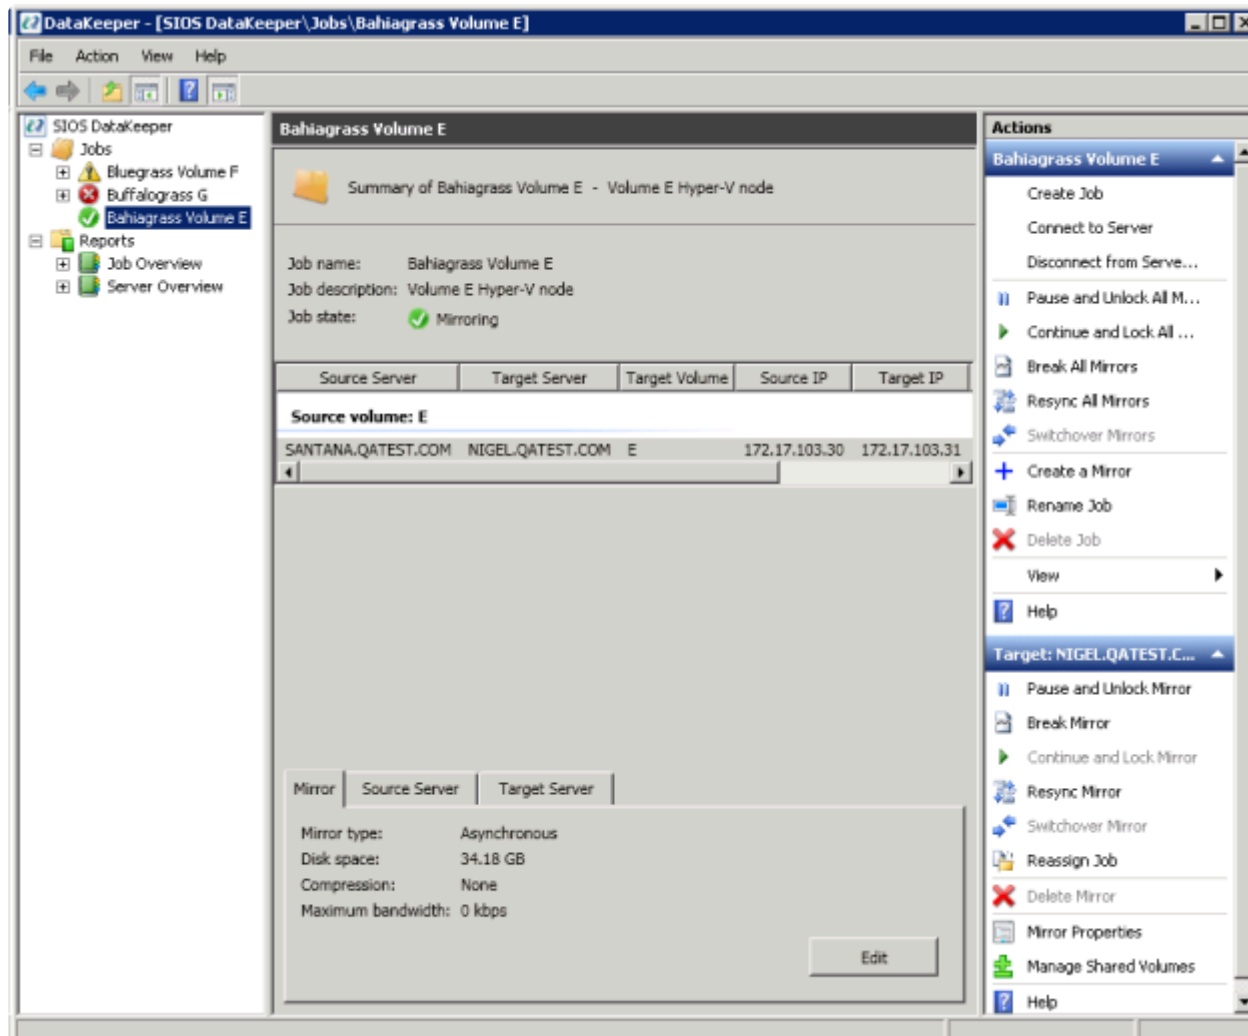 DataKeeper - [SIOS DataKeeper\Jobs\Bahiagrass Volume E]
File Action View Help
SIOS DataKeeper
Jobs
Bluegrass Volume F
Buffalograss G
Bahiagrass Volume E
Reports
Job Overview
Server Overview
Bahiagrass Volume E
Summary of Bahiagrass Volume E - Volume E Hyper-V node
Job name: Bahiagrass Volume E
Job description: Volume E Hyper-V node
Job state: Mirroring
Source Server Target Server Target Volume Source IP Target IP
Source volume: E
SANTANA.QATEST.COM NIGEL.QATEST.COM E 172.17.103.30 172.17.103.31
Mirror Source Server Target Server
Mirror type: Asynchronous
Disk space: 34.18 GB
Compression: None
Maximum bandwidth: 0 kbps
Edit
Actions
Bahiagrass Volume E
Create Job
Connect to Server
Disconnect from Serve...
Pause and Unlock All M...
Continue and Lock All ...
Break All Mirrors
Resync All Mirrors
Switchover Mirrors
Create a Mirror
Rename Job
Delete Job
View
Help
Target: NIGEL.QATEST.C...
Pause and Unlock Mirror
Break Mirror
Continue and Lock Mirror
Resync Mirror
Switchover Mirror
Reassign Job
Delete Mirror
Mirror Properties
Manage Shared Volumes
Help